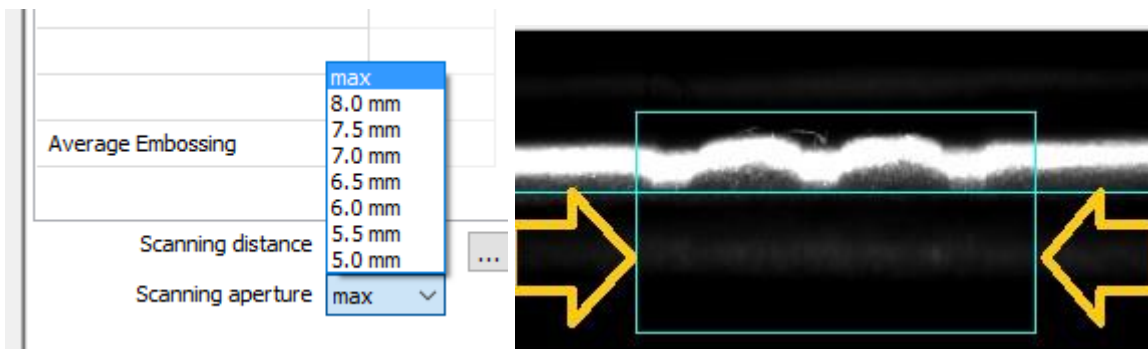 max
8.0 mm
7.5 mm
Average Embossing
7.0 mm
6.5 mm
6.0 mm
5.5 mm
Scanning distance
5.0 mm
...
Scanning aperture max